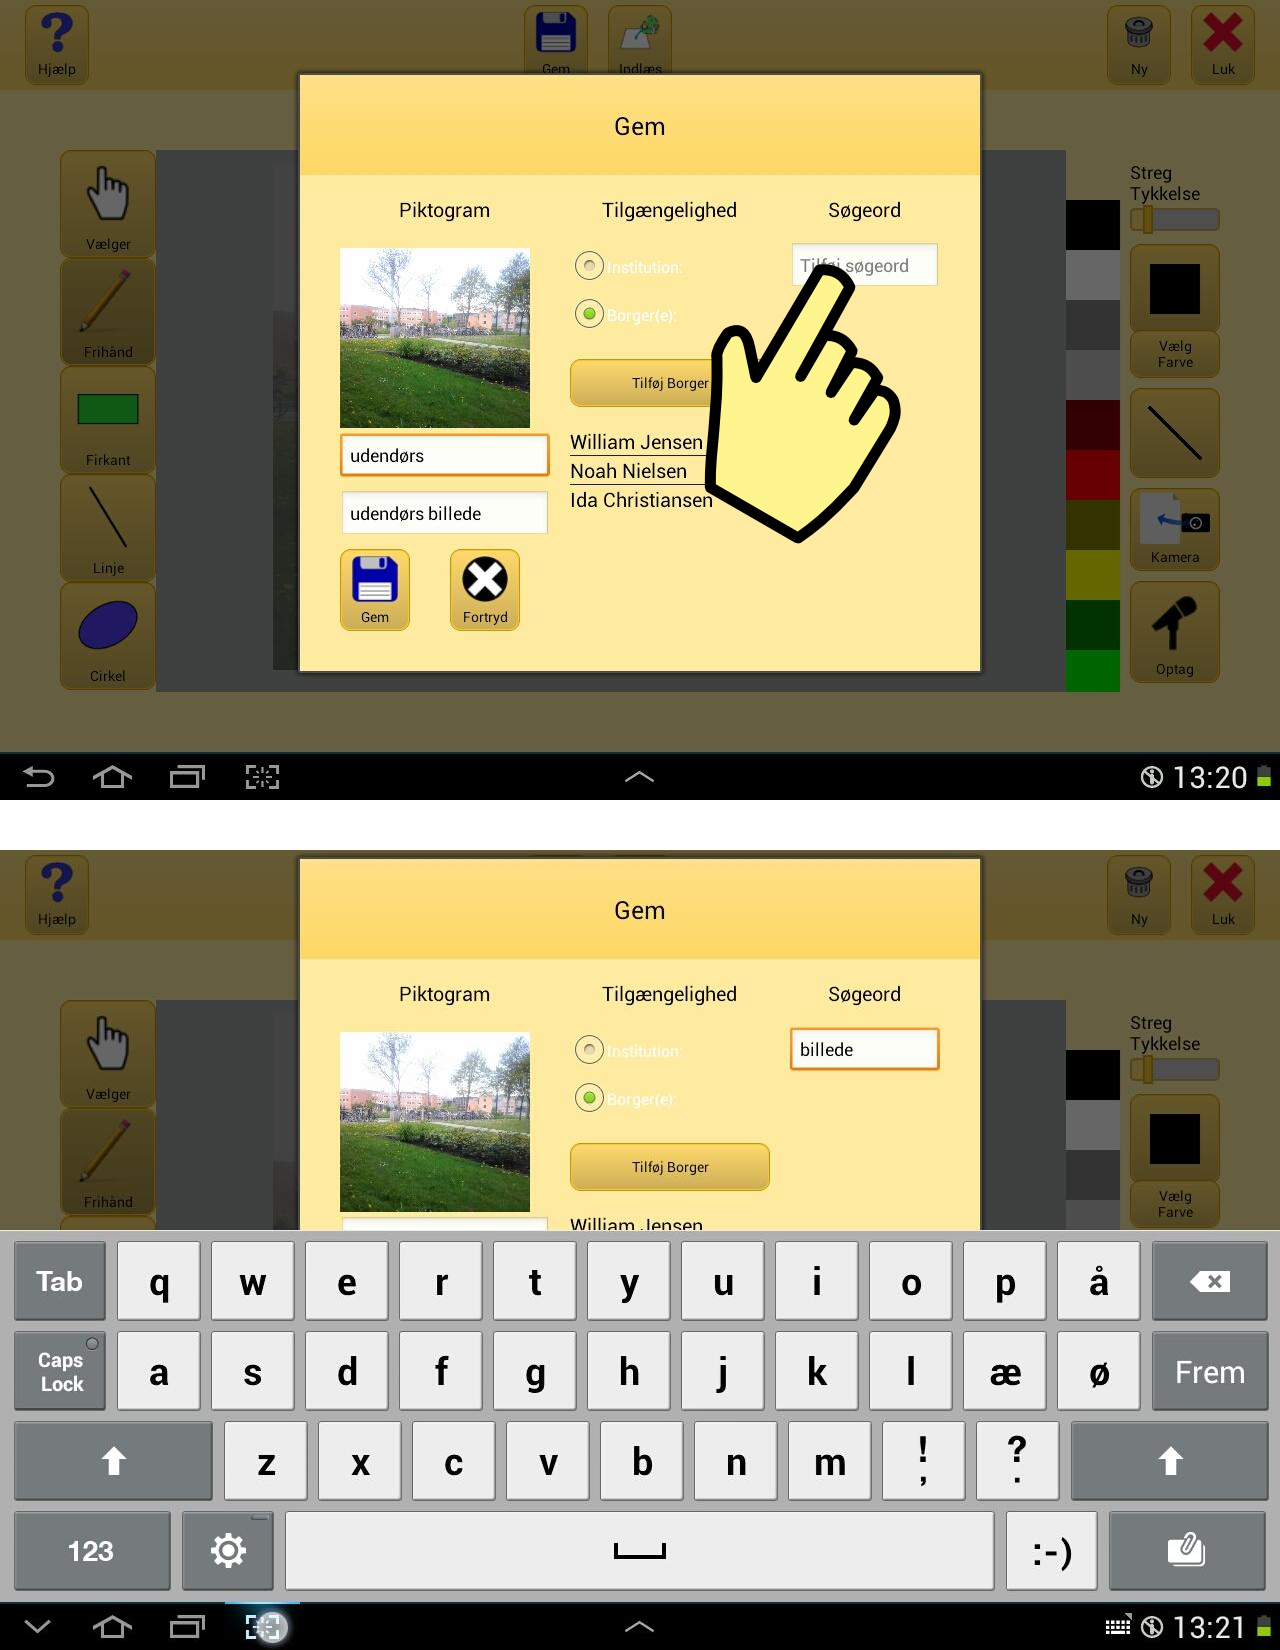 Hjælp
Gem
Indlæs
Ny
Luk
Gem
Piktogram
Tilgængelighed
Søgeord
Streg
Tykkelse
Vælger
Institution:
Tilføj søgeord
Borger(e):
Frihånd
Vælg
Farve
Tilføj Borger
udendørs
William Jensen
Noah Nielsen
Ida Christiansen
Firkant
udendørs billede
Linje
Kamera
Gem
Fortryd
Cirkel
Optag
13:20
Hjælp
Ny
Luk
Gem
Piktogram
Tilgængelighed
Søgeord
Streg
Tykkelse
Vælger
Institution:
billede
Borger(e):
Tilføj Borger
Frihånd
Vælg
Farve
William Jensen
Tab q w e r t y u i o p å
Caps
Lock
a s d f g h j k l æ ø Frem
z x c v b n m ! , ? .
123 :-)
13:21